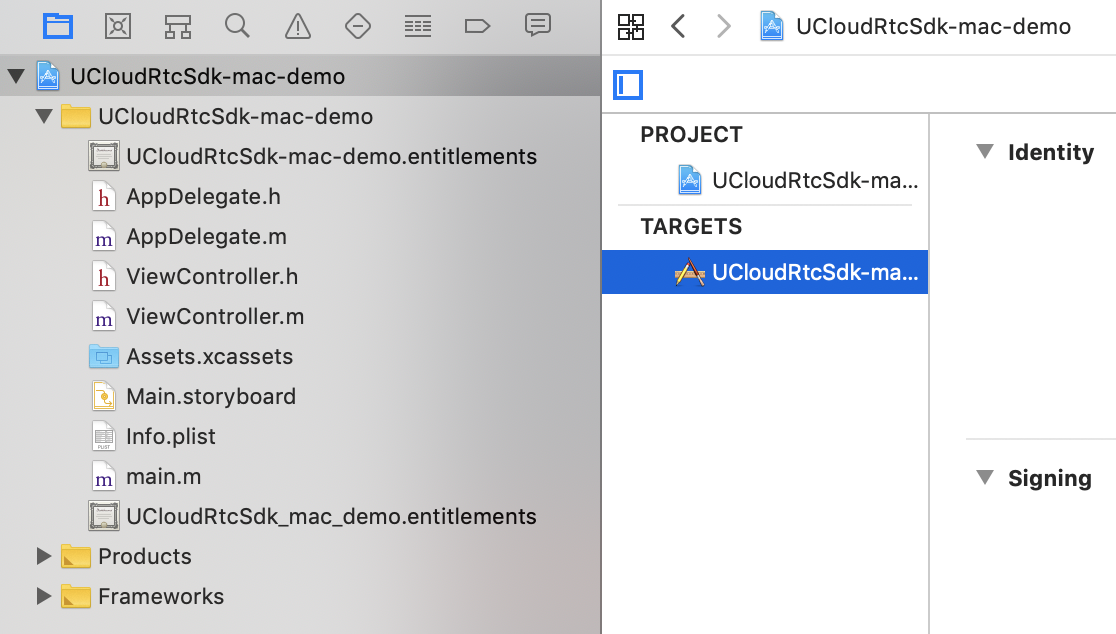 UCloudRtcSdk-mac-demo
UCloudRtcSdk-mac-demo
UCloudRtcSdk-mac-demo.entitlements
h AppDelegate.h
m AppDelegate.m
h ViewController.h
m ViewController.m
Assets.xcassets
Main.storyboard
PLIST Info.plist
m main.m
UCloudRtcSdk_mac_demo.entitlements
Products
Frameworks
UCloudRtcSdk-mac-demo
PROJECT
UCloudRtcSdk-ma...
TARGETS
UCloudRtcSdk-ma...
Identity
Signing